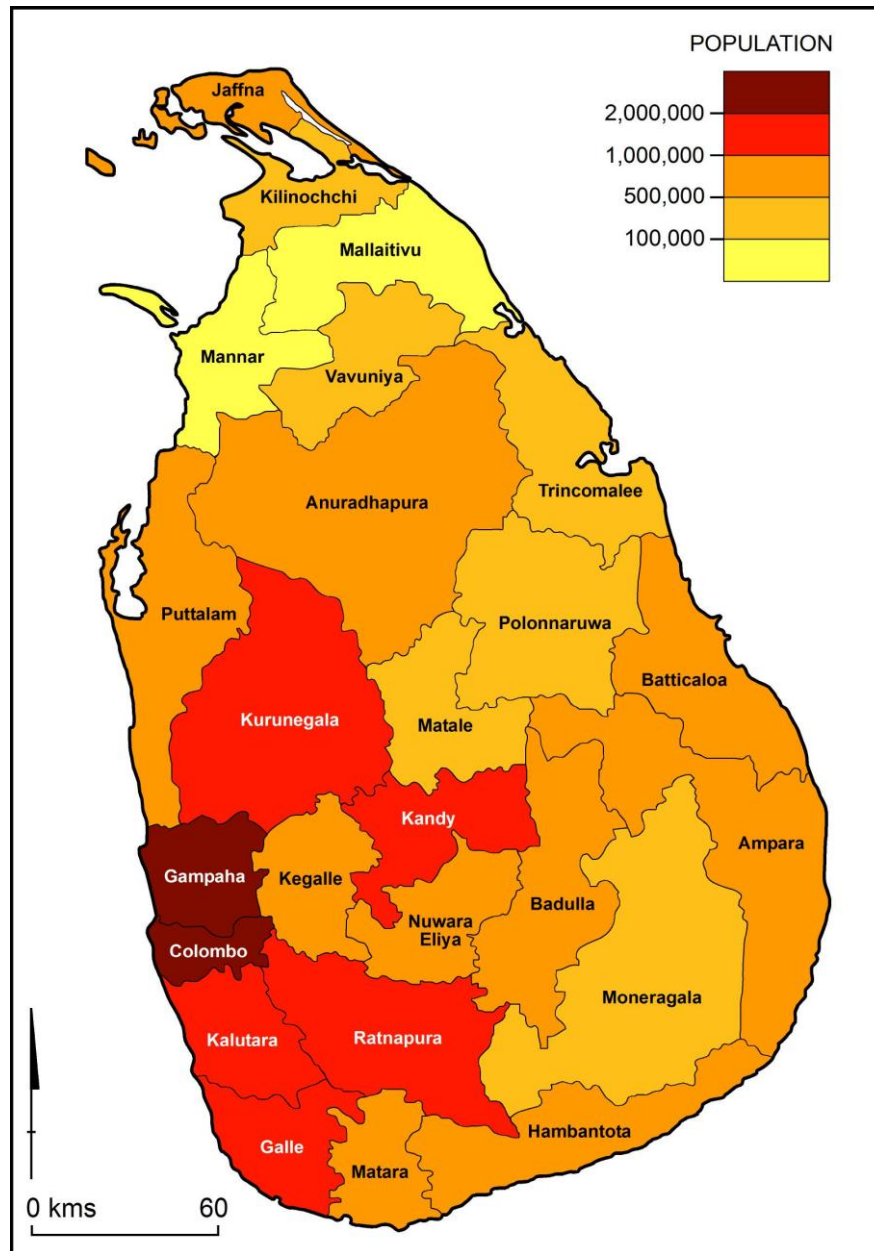 POPULATION
2,000,000
1,000,000
500,000
100,000
Jaffna
Kilinochchi
Mallaitivu
Mannar
Vavuniya
Anuradhapura
Trincomalee
Puttalam
Polonnaruwa
Batticaloa
Kurunegala
Matale
Kandy
Ampara
Gampaha
Kegalle
Nuwara
Eliya
Badulla
Colombo
Moneragala
Kalutara
Ratnapura
Hambantota
Galle
Matara
0 kms 60